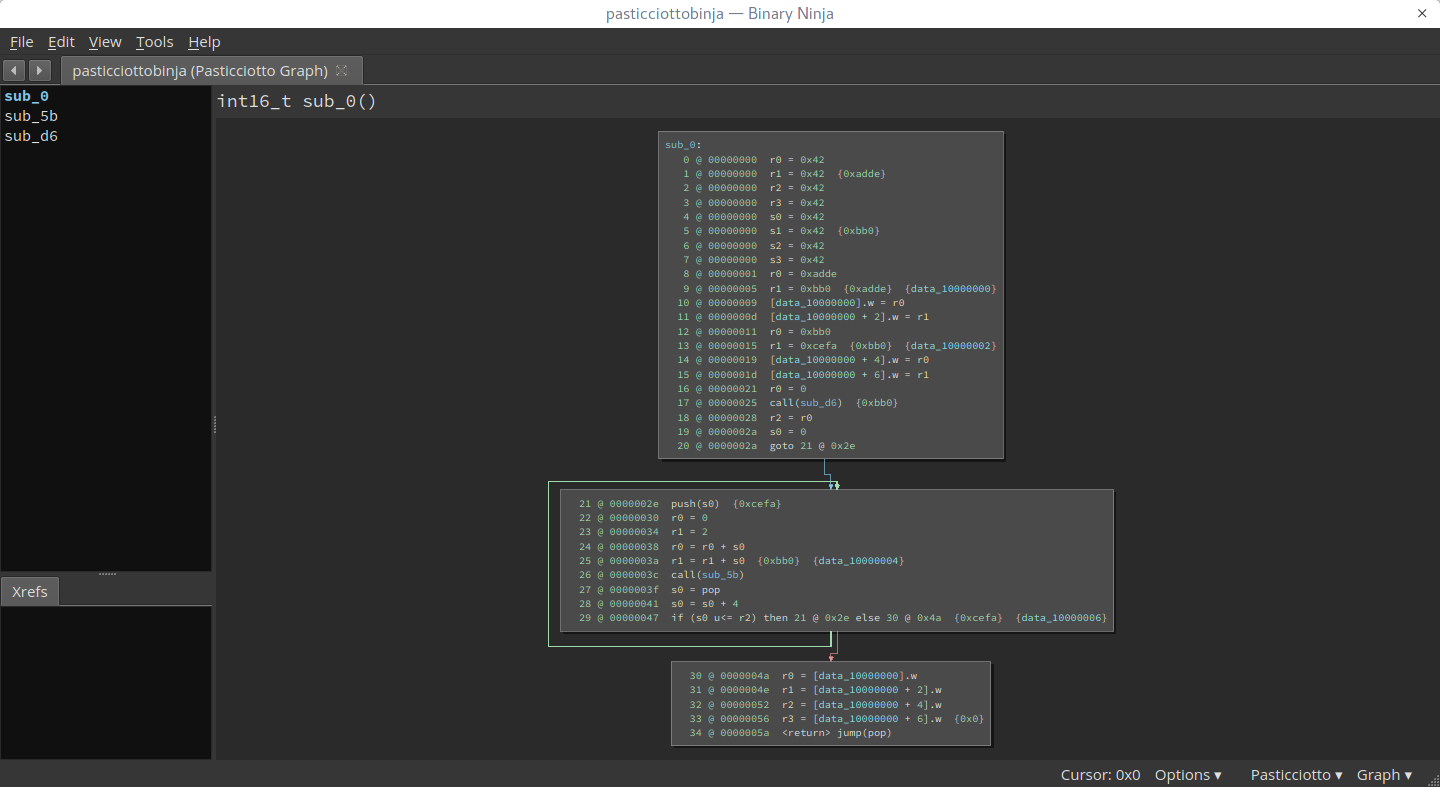 pasticciottobinja — Binary Ninja ×
File Edit View Tools Help
pasticciottobinja (Pasticciotto Graph)
sub_0
sub_5b
sub_d6
int16_t sub_0()
sub_0:
0 @ 00000000 r0 = 0x42
1 @ 00000000 r1 = 0x42 {0xadde}
2 @ 00000000 r2 = 0x42
3 @ 00000000 r3 = 0x42
4 @ 00000000 s0 = 0x42
5 @ 00000000 s1 = 0x42 {0xbb0}
6 @ 00000000 s2 = 0x42
7 @ 00000000 s3 = 0x42
8 @ 00000001 r0 = 0xadde
9 @ 00000005 r1 = 0xbb0 {0xadde} {data_10000000}
10 @ 00000009 [data_10000000].w = r0
11 @ 0000000d [data_10000000 + 2].w = r1
12 @ 00000011 r0 = 0xbb0
13 @ 00000015 r1 = 0xcefa {0xbb0} {data_10000002}
14 @ 00000019 [data_10000000 + 4].w = r0
15 @ 0000001d [data_10000000 + 6].w = r1
16 @ 00000021 r0 = 0
17 @ 00000025 call(sub_d6) {0xbb0}
18 @ 00000028 r2 = r0
19 @ 0000002a s0 = 0
20 @ 0000002a goto 21 @ 0x2e
21 @ 0000002e push(s0) {0xcefa}
22 @ 00000030 r0 = 0
23 @ 00000034 r1 = 2
24 @ 00000038 r0 = r0 + s0
25 @ 0000003a r1 = r1 + s0 {0xbb0} {data_10000004}
26 @ 0000003c call(sub_5b)
27 @ 0000003f s0 = pop
28 @ 00000041 s0 = s0 + 4
29 @ 00000047 if (s0 u<= r2) then 21 @ 0x2e else 30 @ 0x4a {0xcefa} {data_10000006}
30 @ 0000004a r0 = [data_10000000].w
31 @ 0000004e r1 = [data_10000000 + 2].w
32 @ 00000052 r2 = [data_10000000 + 4].w
33 @ 00000056 r3 = [data_10000000 + 6].w {0x0}
34 @ 0000005a <return> jump(pop)
Xrefs
Cursor: 0x0 Options ▾ Pasticciotto ▾ Graph ▾